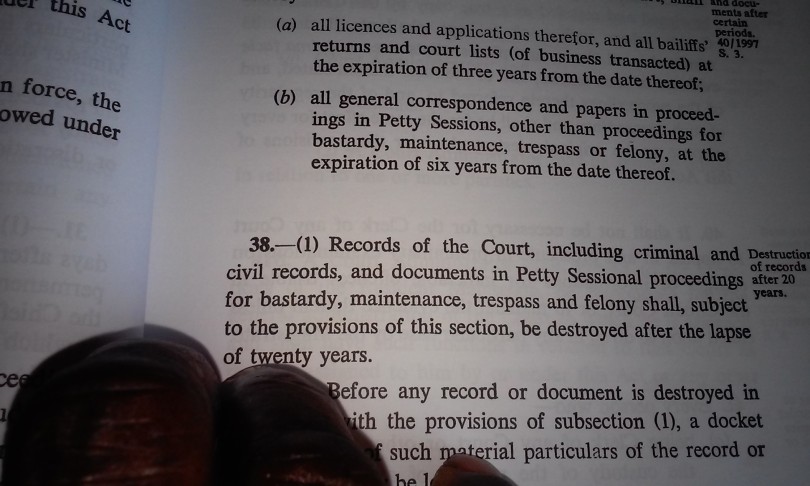 this Act
n force, the
owed under
and docu-
ments after
certain
periods.
40/1997
S. 3.
(a) all licences and applications therefor, and all bailiffs'
returns and court lists (of business transacted) at
the expiration of three years from the date thereof;
(b) all general correspondence and papers in proceed-
ings in Petty Sessions, other than proceedings for
bastardy, maintenance, trespass or felony, at the
expiration of six years from the date thereof.
38.—(1) Records of the Court, including criminal and
civil records, and documents in Petty Sessional proceedings
for bastardy, maintenance, trespass and felony shall, subject
to the provisions of this section, be destroyed after the lapse
of twenty years.
Destruction
of records
after 20
years.
Before any record or document is destroyed in
ith the provisions of subsection (1), a docket
f such material particulars of the record or
be